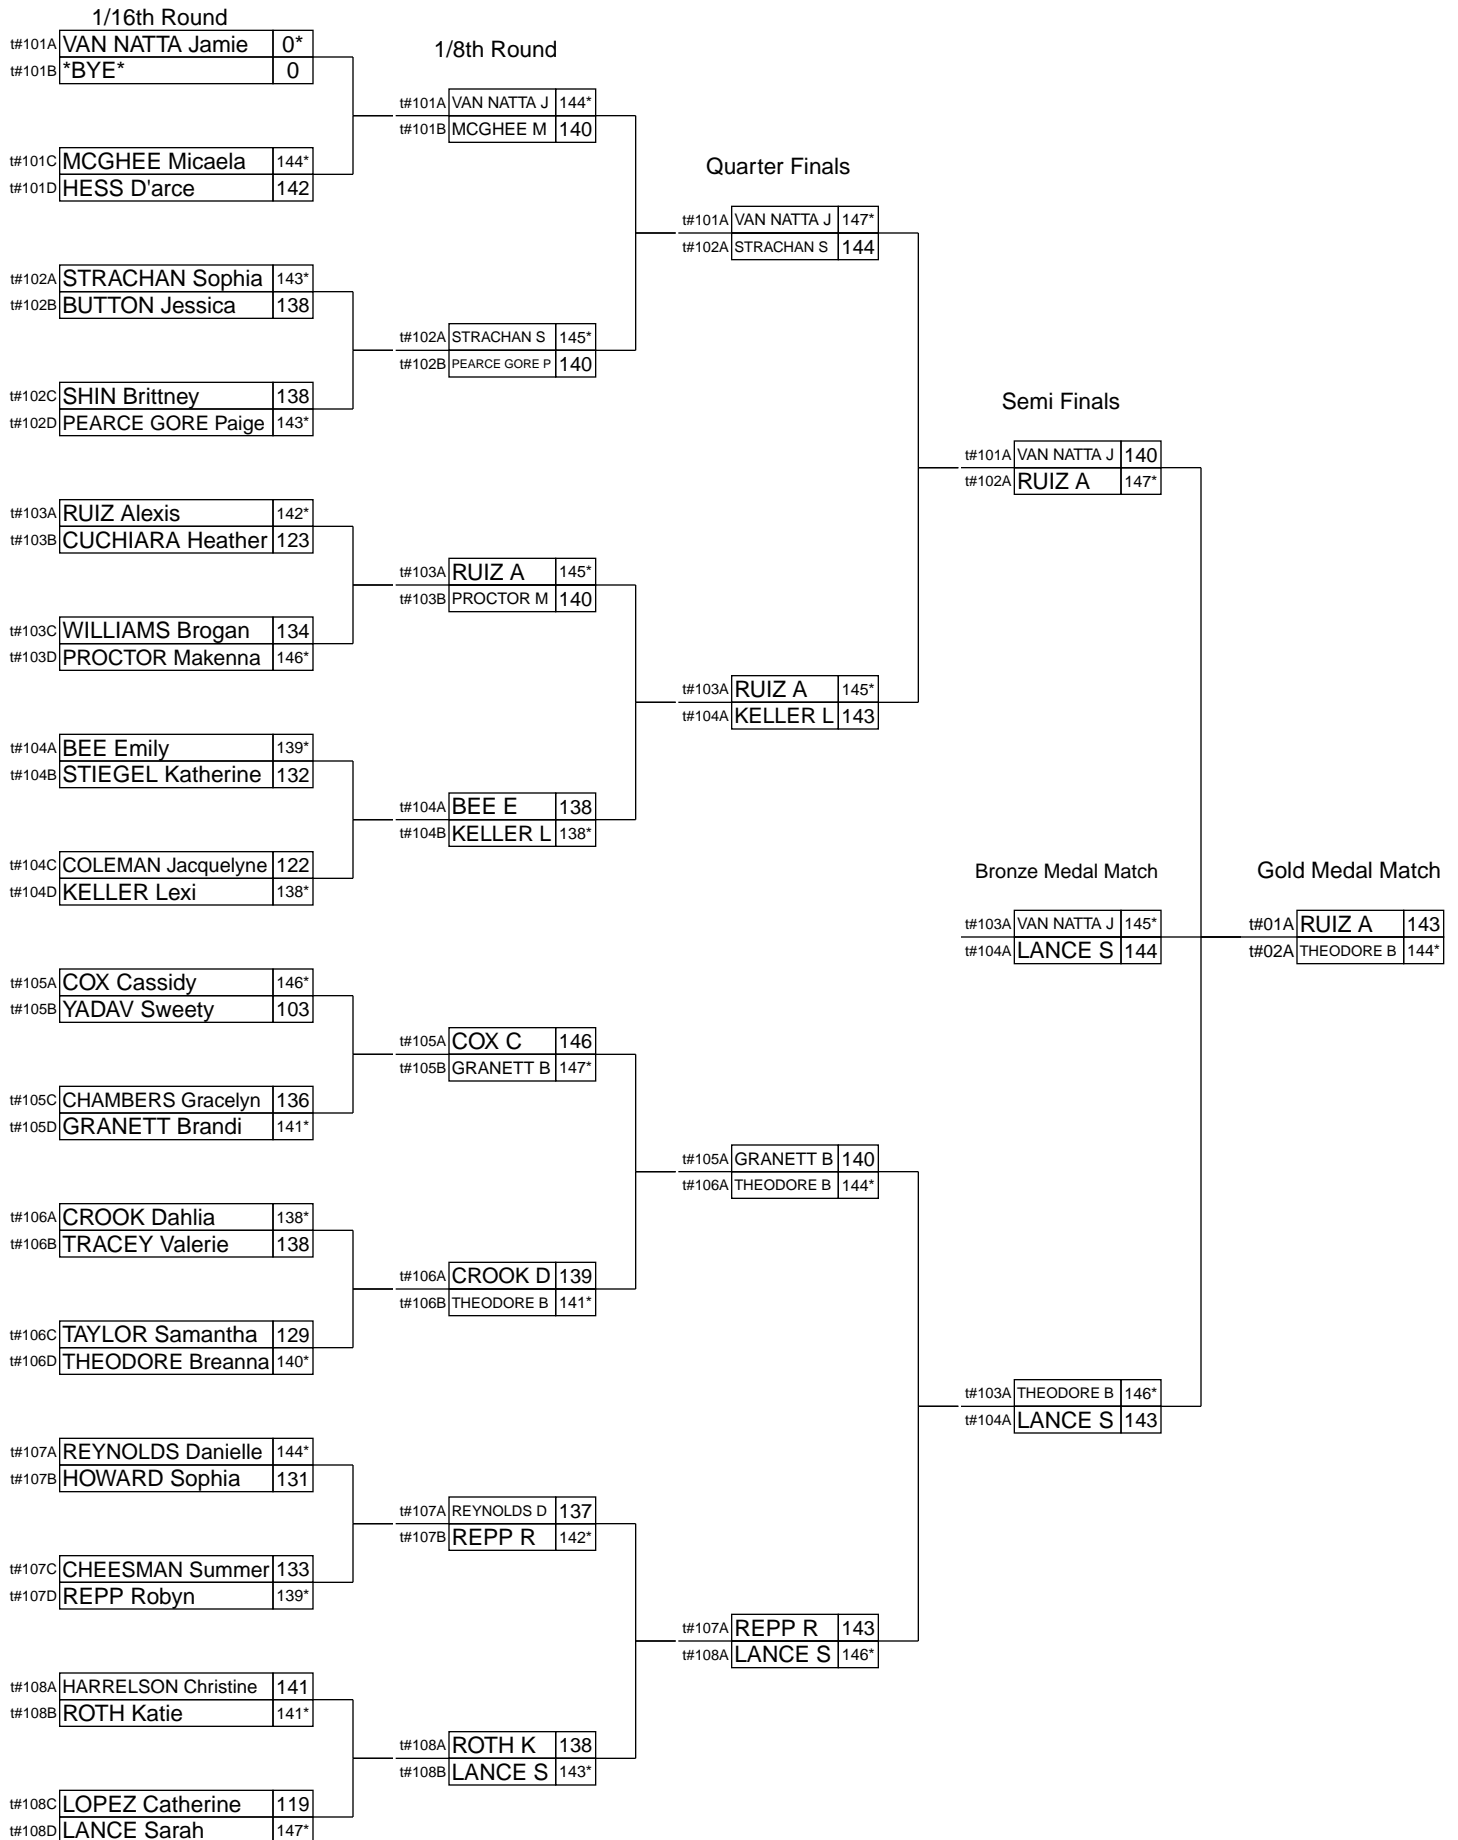 1/16th Round
t#101A VAN NATTA Jamie 0*
t#101B *BYE* 0
t#101C MCGHEE Micaela 144*
t#101D HESS D'arce 142
t#102A STRACHAN Sophia 143*
t#102B BUTTON Jessica 138
t#102C SHIN Brittney 138
t#102D PEARCE GORE Paige 143*
t#103A RUIZ Alexis 142*
t#103B CUCHIARA Heather 123
t#103C WILLIAMS Brogan 134
t#103D PROCTOR Makenna 146*
t#104A BEE Emily 139*
t#104B STIEGEL Katherine 132
t#104C COLEMAN Jacquelyne 122
t#104D KELLER Lexi 138*
t#105A COX Cassidy 146*
t#105B YADAV Sweety 103
t#105C CHAMBERS Gracelyn 136
t#105D GRANETT Brandi 141*
t#106A CROOK Dahlia 138*
t#106B TRACEY Valerie 138
t#106C TAYLOR Samantha 129
t#106D THEODORE Breanna 140*
t#107A REYNOLDS Danielle 144*
t#107B HOWARD Sophia 131
t#107C CHEESMAN Summer 133
t#107D REPP Robyn 139*
t#108A HARRELSON Christine 141
t#108B ROTH Katie 141*
t#108C LOPEZ Catherine 119
t#108D LANCE Sarah 147*
1/8th Round
t#101A VAN NATTA J 144*
t#101B MCGHEE M 140
t#102A STRACHAN S 145*
t#102B PEARCE GORE P 140
t#103A RUIZ A 145*
t#103B PROCTOR M 140
t#104A BEE E 138
t#104B KELLER L 138*
t#105A COX C 146
t#105B GRANETT B 147*
t#106A CROOK D 139
t#106B THEODORE B 141*
t#107A REYNOLDS D 137
t#107B REPP R 142*
t#108A ROTH K 138
t#108B LANCE S 143*
Quarter Finals
t#101A VAN NATTA J 147*
t#102A STRACHAN S 144
t#103A RUIZ A 145*
t#104A KELLER L 143
t#105A GRANETT B 140
t#106A THEODORE B 144*
t#107A REPP R 143
t#108A LANCE S 146*
Semi Finals
t#101A VAN NATTA J 140
t#102A RUIZ A 147*
t#103A THEODORE B 146*
t#104A LANCE S 143
Bronze Medal Match
t#103A VAN NATTA J 145*
t#104A LANCE S 144
Gold Medal Match
t#01A RUIZ A 143
t#02A THEODORE B 144*